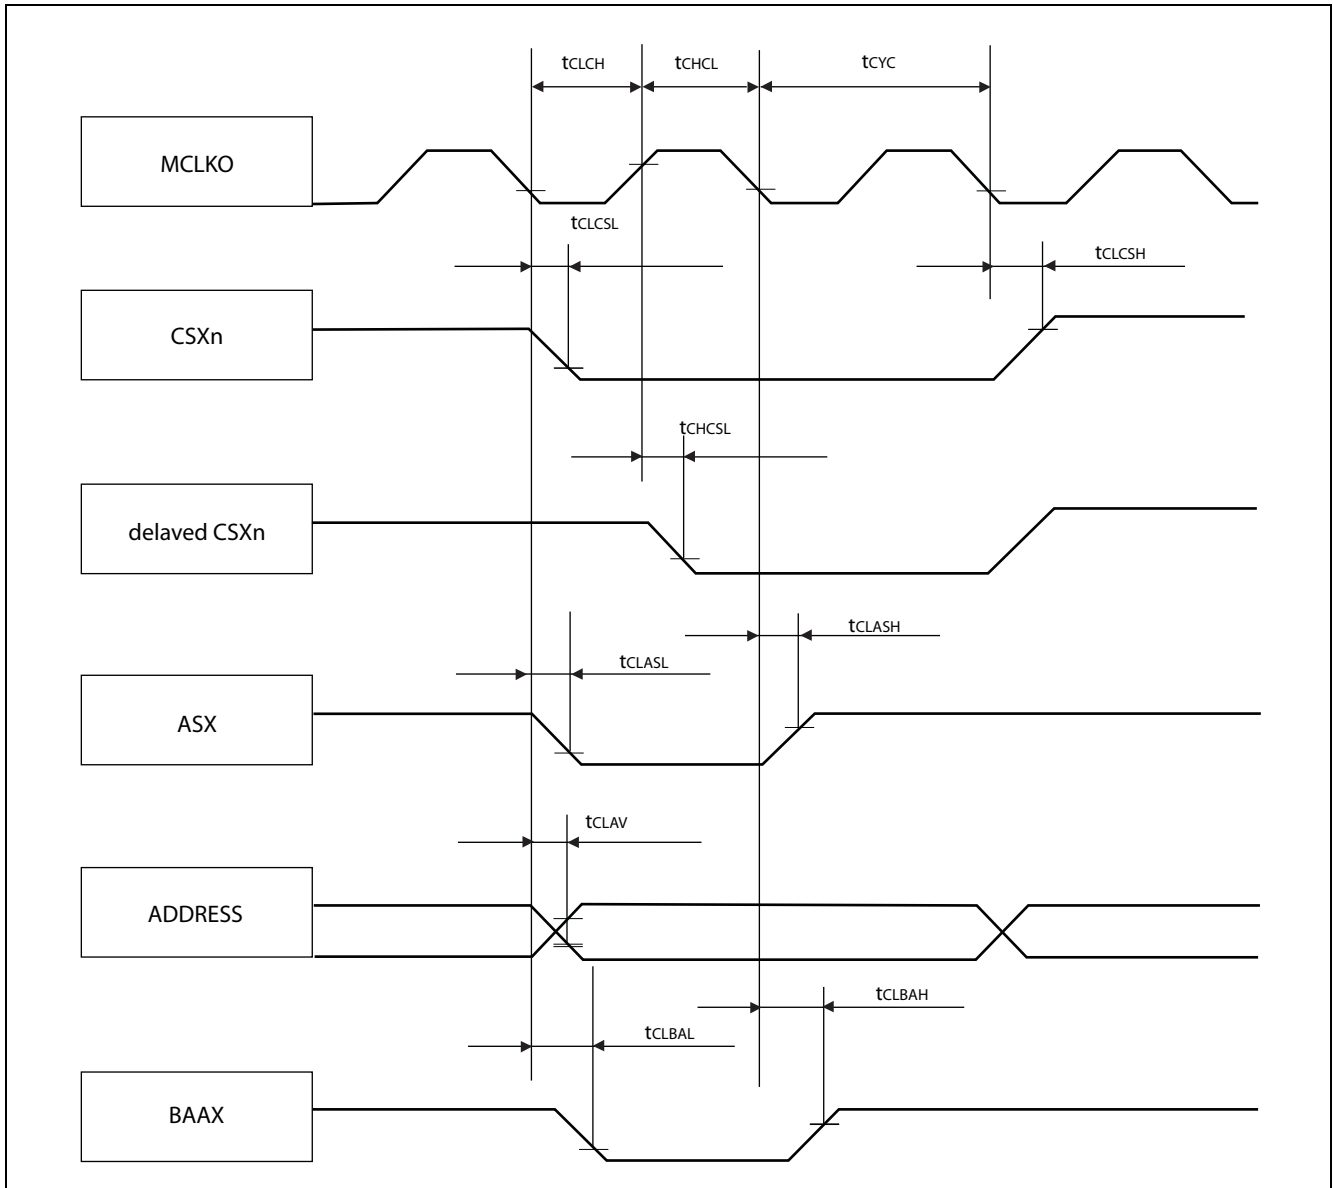 tCLCH tCHCL tCYC
MCLKO
tCLCSL
tCLCSH
CSXn
tCHCSL
delaved CSXn
tCLASH
tCLASL
ASX
tCLAV
ADDRESS
tCLBAH
tCLBAL
BAAX